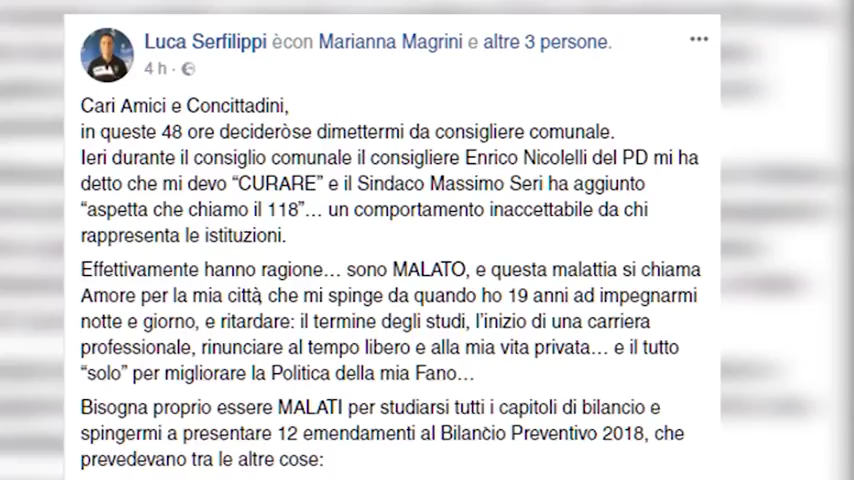 Luca Serfilippi ècon Marianna Magrini e altre 3 persone.
4 h ·
Cari Amici e Concittadini,
in queste 48 ore decideròse dimettermi da consigliere comunale.
Ieri durante il consiglio comunale il consigliere Enrico Nicolelli del PD mi ha
detto che mi devo “CURARE” e il Sindaco Massimo Seri ha aggiunto
“aspetta che chiamo il 118”… un comportamento inaccettabile da chi
rappresenta le istituzioni.
Effettivamente hanno ragione… sono MALATO, e questa malattia si chiama
Amore per la mia città, che mi spinge da quando ho 19 anni ad impegnarmi
notte e giorno, e ritardare: il termine degli studi, l’inizio di una carriera
professionale, rinunciare al tempo libero e alla mia vita privata… e il tutto
“solo” per migliorare la Politica della mia Fano…
Bisogna proprio essere MALATI per studiarsi tutti i capitoli di bilancio e
spingermi a presentare 12 emendamenti al Bilancio Preventivo 2018, che
prevedevano tra le altre cose: